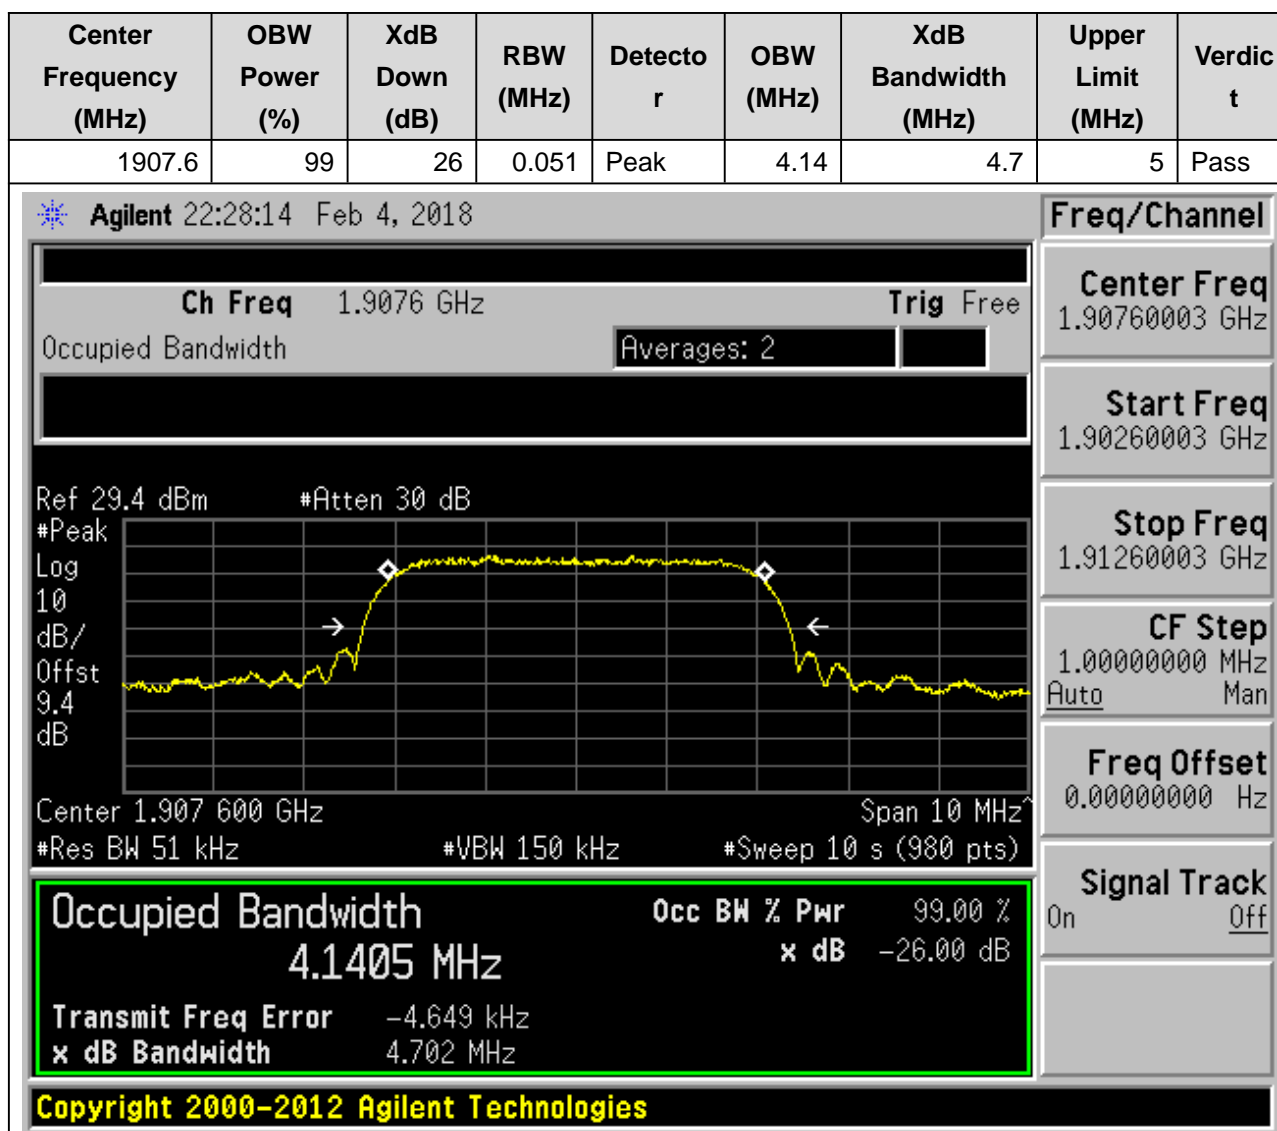 Center Frequency (MHz) OBW Power (%) XdB Down (dB) RBW (MHz) Detector OBW (MHz) XdB Bandwidth (MHz) Upper Limit (MHz) Verdict
1907.6 99 26 0.051 Peak 4.14 4.7 5 Pass
Agilent 22:28:14 Feb 4, 2018
Freq/Channel
Ch Freq 1.9076 GHz Trig Free
Occupied Bandwidth Averages: 2
Center Freq
1.90760003 GHz
Start Freq
1.90260003 GHz
Stop Freq
1.91260003 GHz
CF Step
1.00000000 MHz
Auto Man
Freq Offset
0.00000000 Hz
Signal Track
On Off
Ref 29.4 dBm #Atten 30 dB
#Peak
Log
10
dB/
Offst
9.4
dB
Center 1.907 600 GHz Span 10 MHz^
#Res BW 51 kHz #VBW 150 kHz #Sweep 10 s (980 pts)
Occupied Bandwidth Occ BW % Pwr 99.00 %
4.1405 MHz x dB -26.00 dB
Transmit Freq Error -4.649 kHz
x dB Bandwidth 4.702 MHz
Copyright 2000-2012 Agilent Technologies